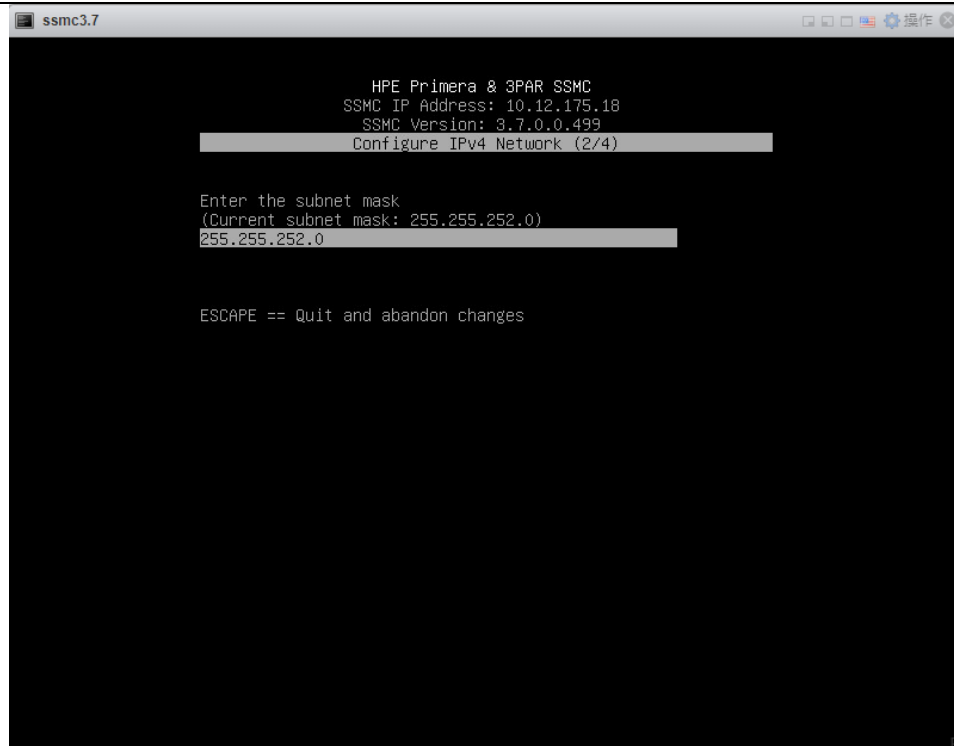 ssmc3.7
操作
HPE Primera & 3PAR SSMC
SSMC IP Address: 10.12.175.18
SSMC Version: 3.7.0.0.499
Configure IPv4 Network (2/4)
Enter the subnet mask
(Current subnet mask: 255.255.252.0)
255.255.252.0
ESCAPE == Quit and abandon changes